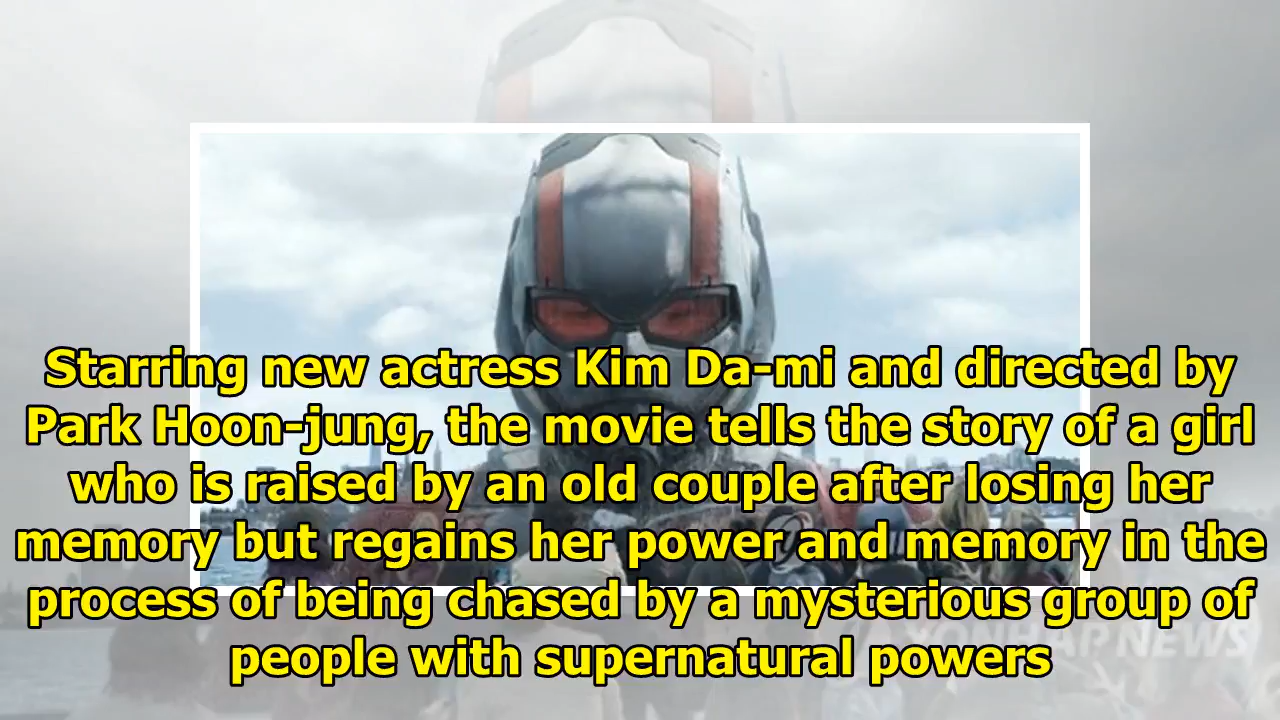 Starring new actress Kim Da-mi and directed by
Park Hoon-jung, the movie tells the story of a girl
who is raised by an old couple after losing her
memory but regains her power and memory in the
process of being chased by a mysterious group of
people with supernatural powers
YONHAP NEWS